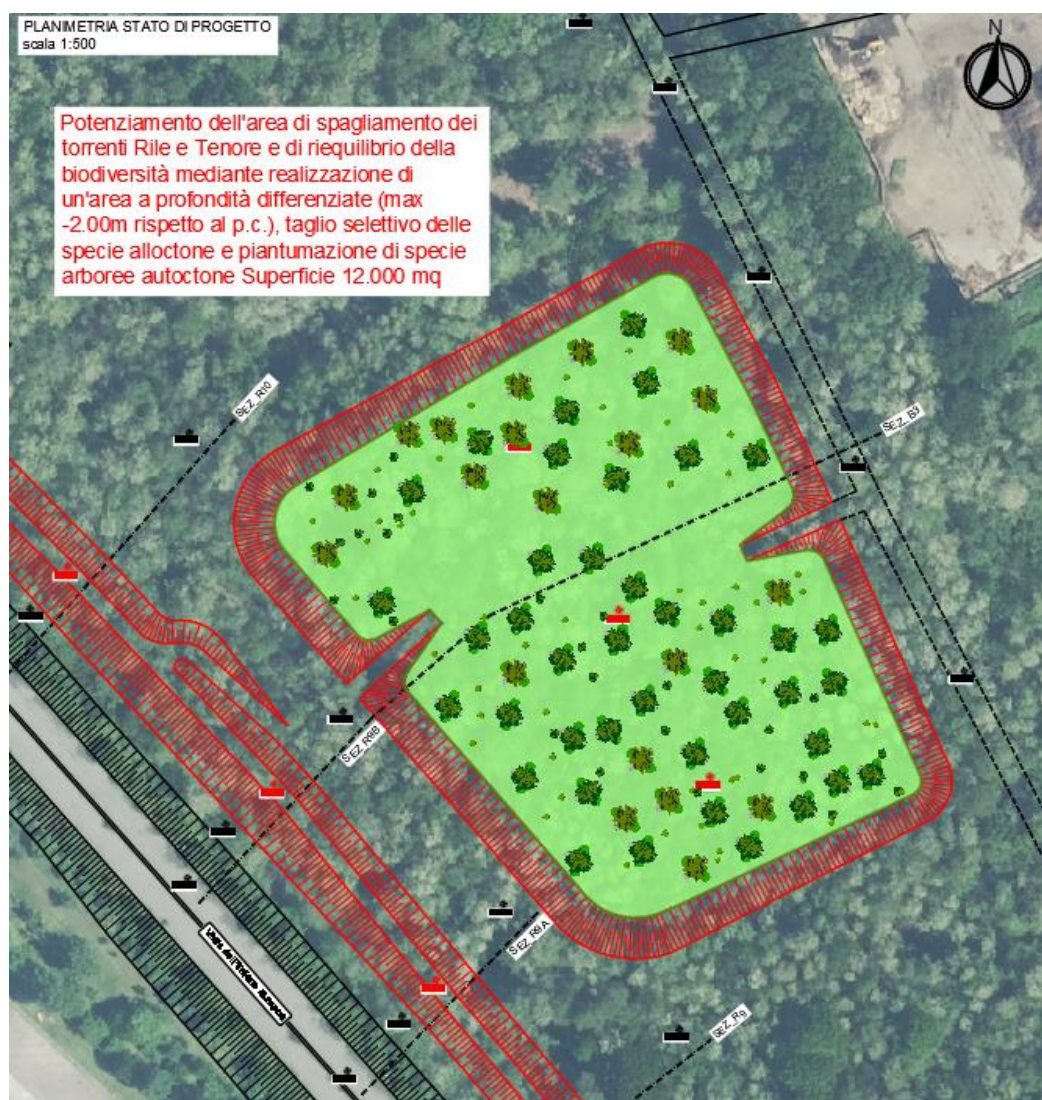 PLANIMETRIA STATO DI PROGETTO
scala 1:500
N
Potenziamento dell'area di spagliamento dei
torrenti Rile e Tenore e di riequilibrio della
biodiversità mediante realizzazione di
un'area a profondità differenziate (max
-2.00m rispetto al p.c.), taglio selettivo delle
specie alloctone e piantumazione di specie
arboree autoctone Superficie 12.000 mq
SEZ_R10
SEZ_B3
SEZ_R9B
SEZ_R9A
SEZ_R9